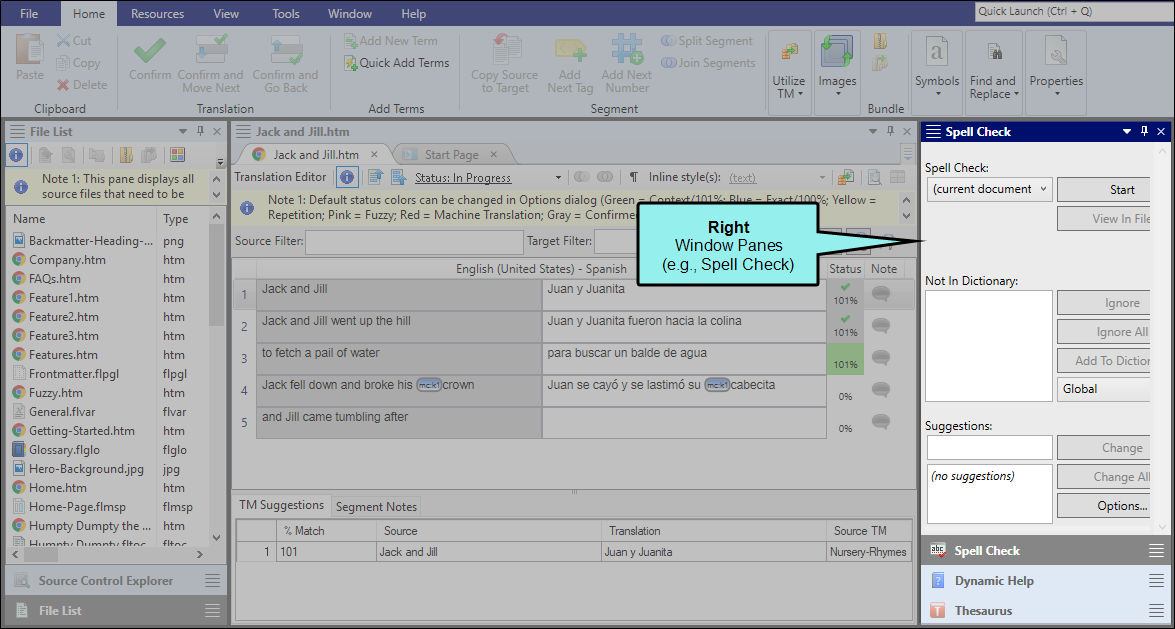 File Home Resources View Tools Window Help
Quick Launch (Ctrl + Q)
Paste
Cut
Copy
Delete
Clipboard
Confirm
Confirm and Move Next
Confirm and Go Back
Translation
Add New Term
Quick Add Terms
Add Terms
Copy Source to Target
Add Next Tag
Add Next Number
Split Segment
Join Segments
Segment
Utilize TM
Images
Bundle
Symbols
Find and Replace
Properties
File List
Note 1: This pane displays all
source files that need to be
Name Type
Backmatter-Heading-... png
Company.htm htm
FAQs.htm htm
Feature1.htm htm
Feature2.htm htm
Feature3.htm htm
Features.htm htm
Frontmatter.flpgl flpgl
Fuzzy.htm htm
General.flvar flvar
Getting-Started.htm htm
Glossary.flglo flglo
Hero-Background.jpg jpg
Home.htm htm
Home-Page.flmsp flmsp
Humpty Dumpty the ... htm
Humpty Dumpty.fltoc fltoc
Source Control Explorer
File List
Jack and Jill.htm
Jack and Jill.htm Start Page
Translation Editor Status: In Progress ¶ Inline style(s): (text)
Note 1: Default status colors can be changed in Options dialog (Green = Context/101%; Blue = Exact/100%; Yellow =
Repetition; Pink = Fuzzy; Red = Machine Translation; Gray = Confirmed
Source Filter: Target Filter:
English (United States) - Spanish Status Note
1 Jack and Jill Juan y Juanita 101%
2 Jack and Jill went up the hill Juan y Juanita fueron hacia la colina 101%
3 to fetch a pail of water para buscar un balde de agua 101%
4 Jack fell down and broke his mc:k1 crown Juan se cayó y se lastimó su mc:k1 cabecita 0%
5 and Jill came tumbling after 0%
TM Suggestions Segment Notes
% Match Source Translation Source TM
1 101 Jack and Jill Juan y Juanita Nursery-Rhymes
Right
Window Panes
(e.g., Spell Check)
Spell Check
Spell Check:
(current document
Start
View In File
Not In Dictionary:
Ignore
Ignore All
Add To Diction
Global
Suggestions:
Change
(no suggestions)
Change All
Options...
abc Spell Check
Dynamic Help
Thesaurus